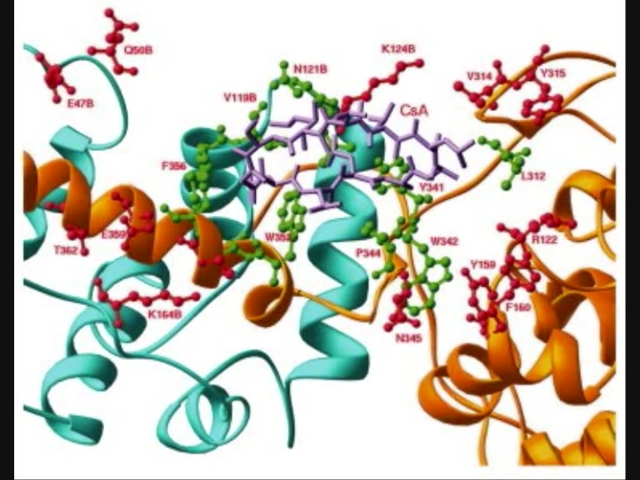 Q50B
K124B
N121B
V314
Y315
E47B
V119B
CsA
F356
L312
Y341
T362
E359
W352
P344
W342
R122
Y159
F160
K164B
N345